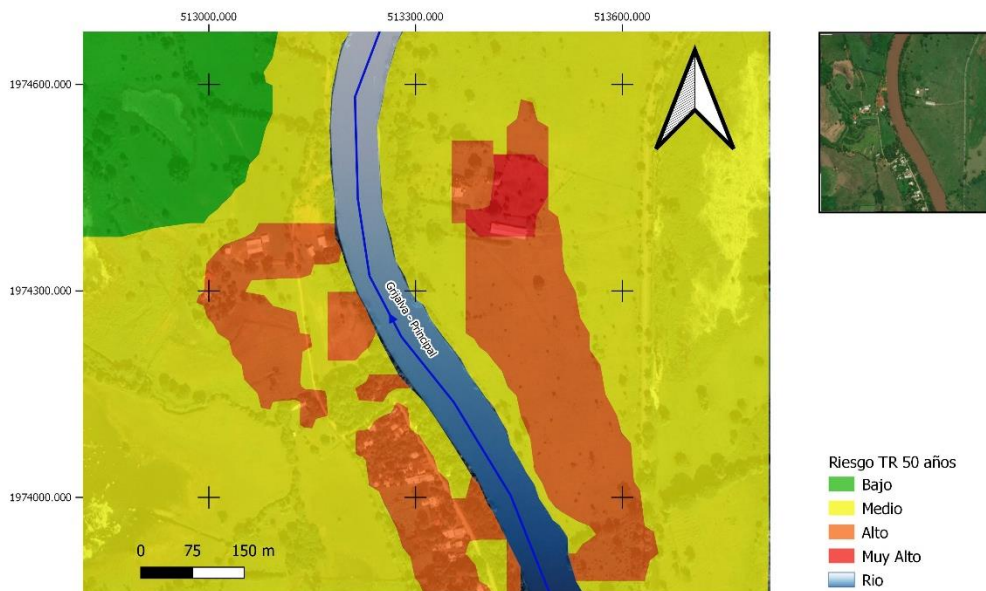 513000.000
513300.000
513600.000
1974600.000
1974300.000
1974000.000
Grijalva - Principal
0 75 150 m
Riesgo TR 50 años
Bajo
Medio
Alto
Muy Alto
Rio